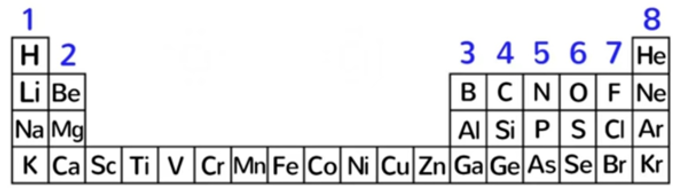 1 8
H 2 3 4 5 6 7 He
Li Be B C N O F Ne
Na Mg Al Si P S Cl Ar
K Ca Sc Ti V Cr Mn Fe Co Ni Cu Zn Ga Ge As Se Br Kr